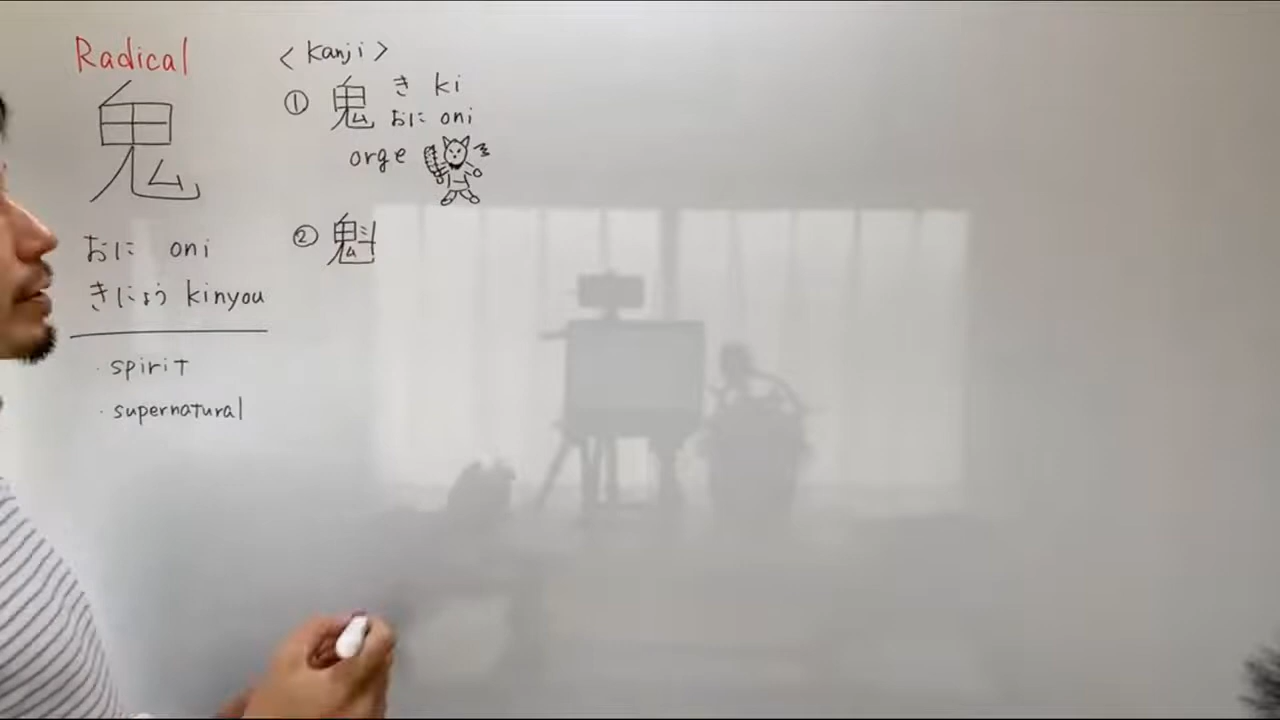 Radical
鬼
おに oni
きにょう kinyou
・spirit
・supernatural
<Kanji>
① 鬼 き ki
おに oni
orge
② 魁